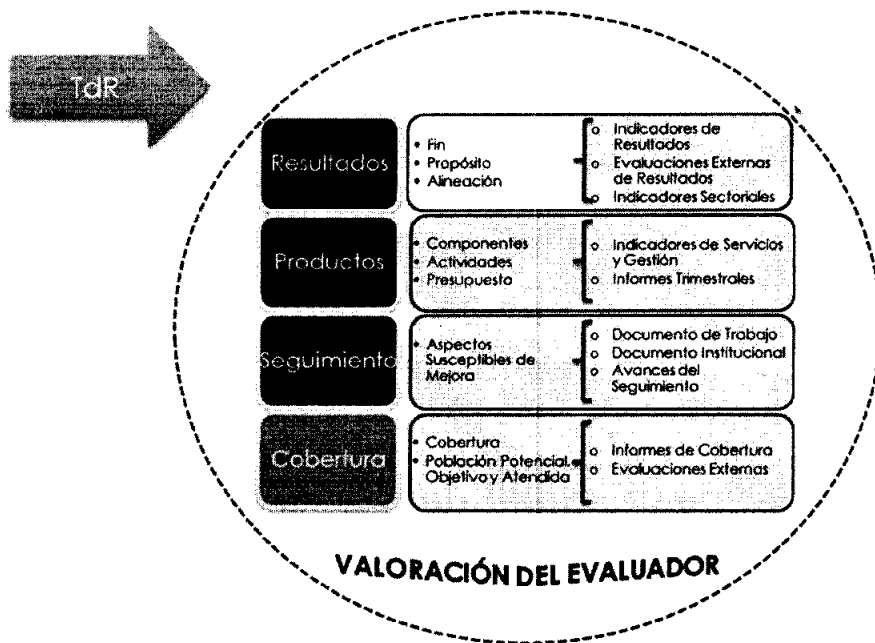 TdR
Resultados
• Fin
• Propósito
• Alineación
o Indicadores de
Resultados
o Evaluaciones Externas
de Resultados
o Indicadores Sectoriales
Productos
• Componentes
• Actividades
• Presupuesto
o Indicadores de Servicios
y Gestión
o Informes Trimestrales
Seguimiento
• Aspectos
Susceptibles de
Mejora
o Documento de Trabajo
o Documento Institucional
o Avances del
Seguimiento
Cobertura
• Cobertura
• Población Potencial,
Objetivo y Atendida
o Informes de Cobertura
o Evaluaciones Externas
VALORACIÓN DEL EVALUADOR